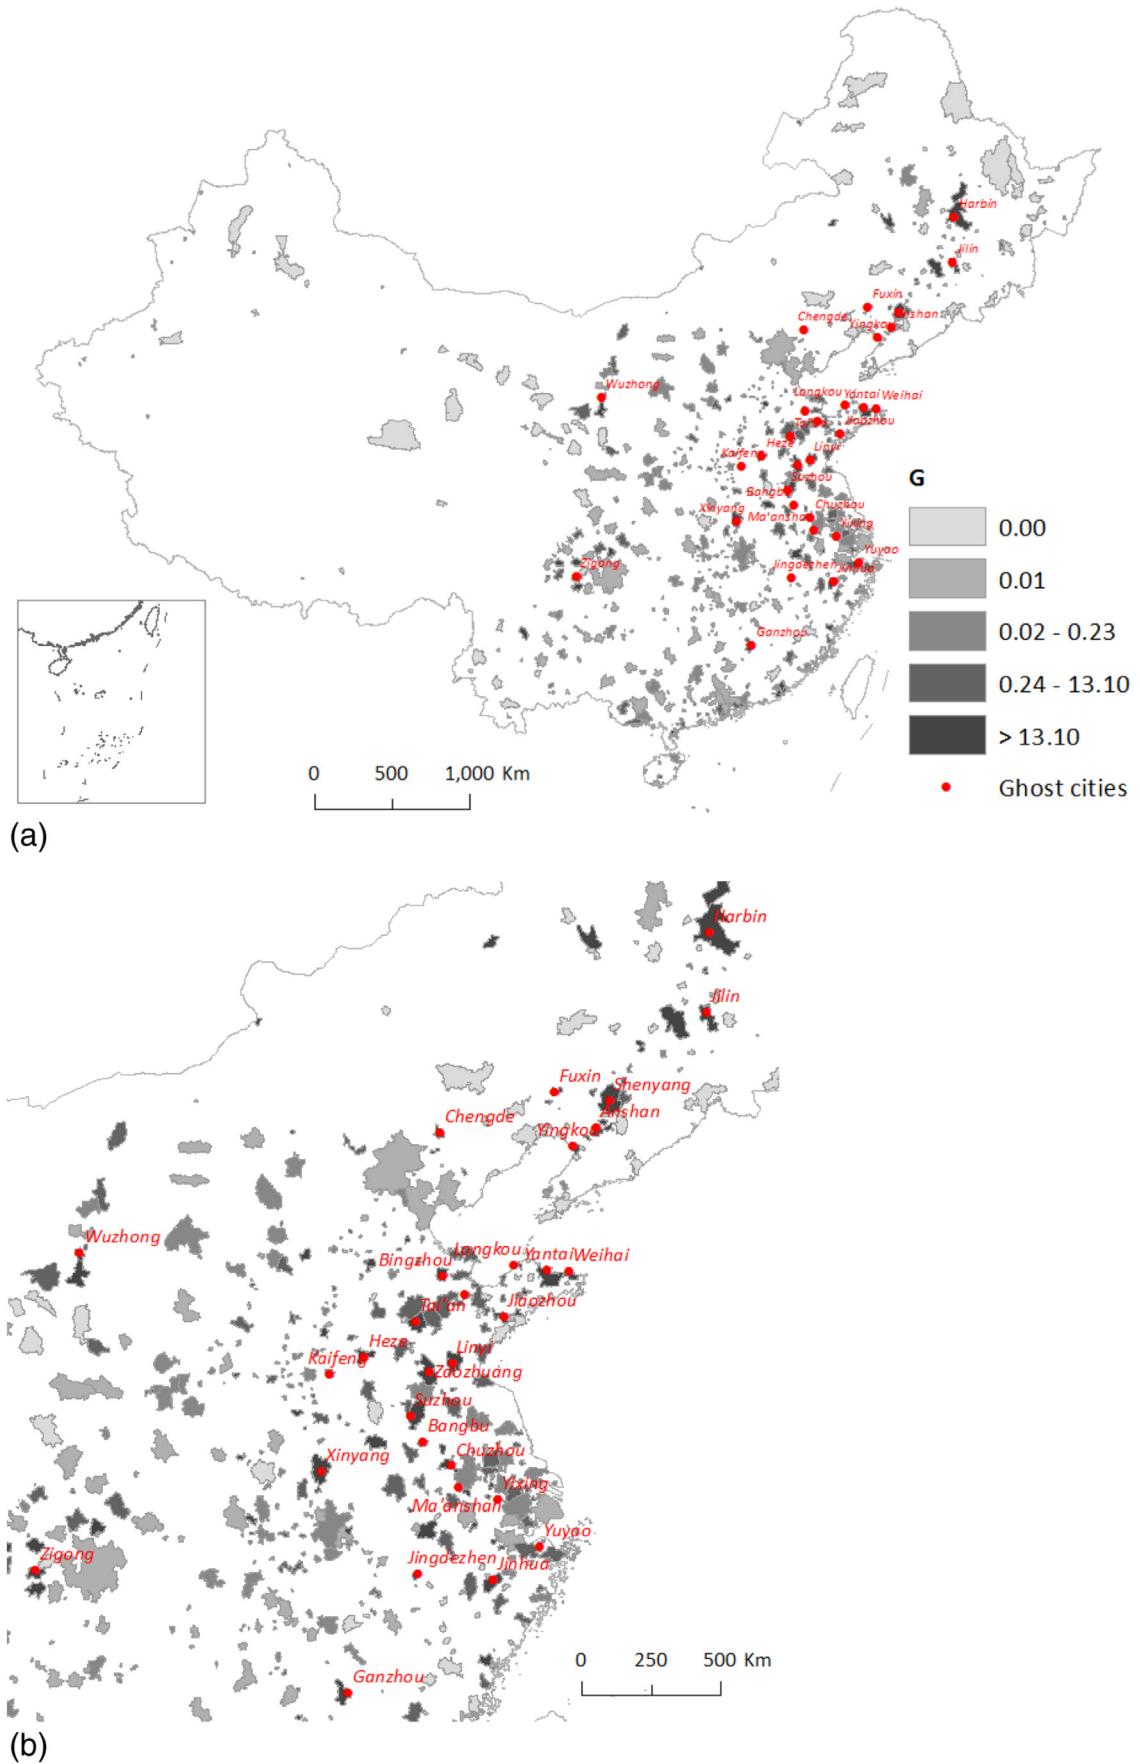 Harbin
Jilin
Fuxin
Anshan
Chengde
Yingkou
Wuzhong
Longkou
Yantai
Weihai
Jiaozhou
Heze
Linyi
Kaifeng
Suzhou
Bangbu
Chuzhou
Xinyang
Ma'anshan
Yixing
Yuyao
Zigong
Jingdezhen
Jinhua
Ganzhou
G
0.00
0.01
0.02 - 0.23
0.24 - 13.10
> 13.10
Ghost cities
0 500 1,000 Km
(a)
Harbin
Jilin
Fuxin
Shenyang
Anshan
Chengde
Yingkou
Wuzhong
Longkou
Yantai
Weihai
Bingzhou
Tai'an
Jiaozhou
Heze
Linyi
Kaifeng
Zaozhuang
Suzhou
Bangbu
Xinyang
Chuzhou
Yixing
Ma'anshan
Yuyao
Zigong
Jingdezhen
Jinhua
Ganzhou
0 250 500 Km
(b)